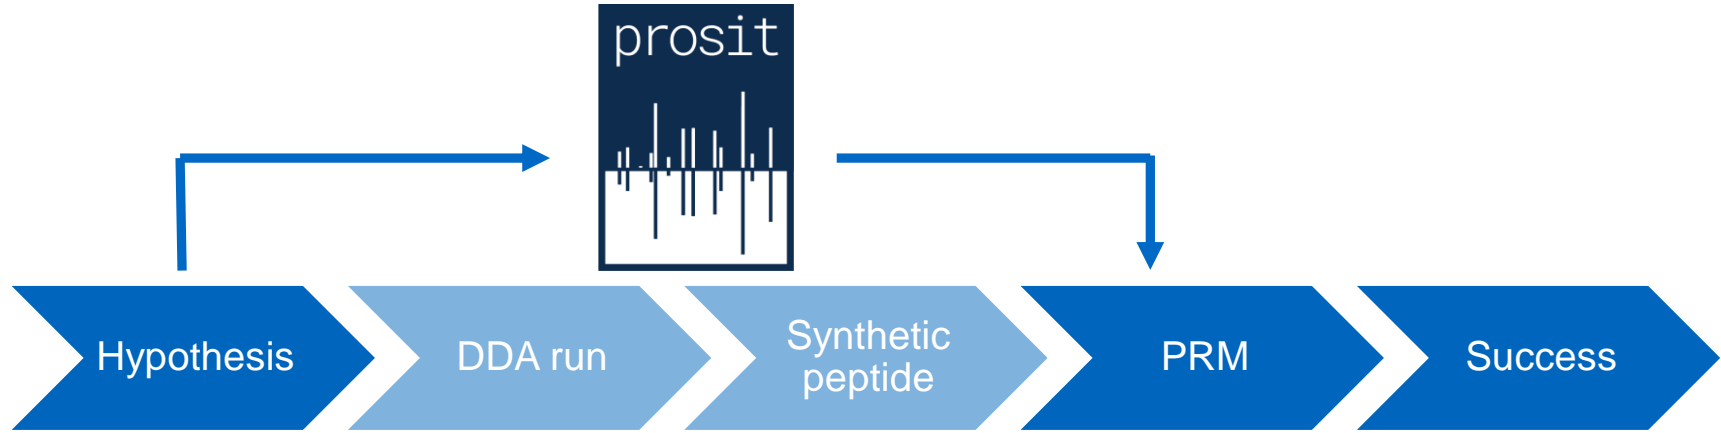 prosit
Hypothesis
DDA run
Synthetic
peptide
PRM
Success